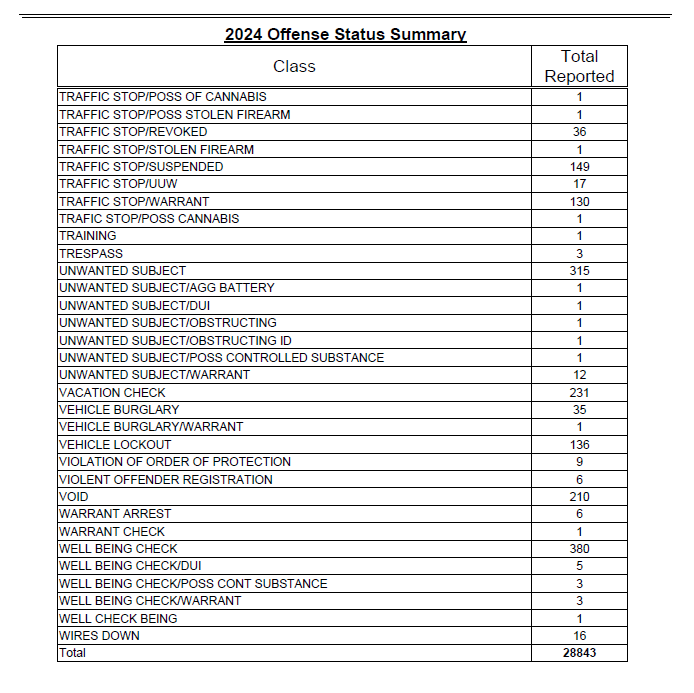 2024 Offense Status Summary
Class
Total
Reported
TRAFFIC STOP/POSS OF CANNABIS 1
TRAFFIC STOP/POSS STOLEN FIREARM 1
TRAFFIC STOP/REVOKED 36
TRAFFIC STOP/STOLEN FIREARM 1
TRAFFIC STOP/SUSPENDED 149
TRAFFIC STOP/UUW 17
TRAFFIC STOP/WARRANT 130
TRAFIC STOP/POSS CANNABIS 1
TRAINING 1
TRESPASS 3
UNWANTED SUBJECT 315
UNWANTED SUBJECT/AGG BATTERY 1
UNWANTED SUBJECT/DUI 1
UNWANTED SUBJECT/OBSTRUCTING 1
UNWANTED SUBJECT/OBSTRUCTING ID 1
UNWANTED SUBJECT/POSS CONTROLLED SUBSTANCE 1
UNWANTED SUBJECT/WARRANT 12
VACATION CHECK 231
VEHICLE BURGLARY 35
VEHICLE BURGLARY/WARRANT 1
VEHICLE LOCKOUT 136
VIOLATION OF ORDER OF PROTECTION 9
VIOLENT OFFENDER REGISTRATION 6
VOID 210
WARRANT ARREST 6
WARRANT CHECK 1
WELL BEING CHECK 380
WELL BEING CHECK/DUI 5
WELL BEING CHECK/POSS CONT SUBSTANCE 3
WELL BEING CHECK/WARRANT 3
WELL CHECK BEING 1
WIRES DOWN 16
Total 28843